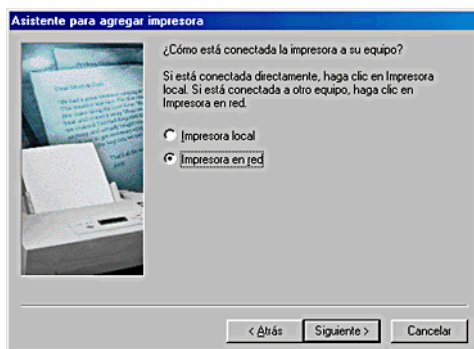 Asistente para agregar impresora
¿Cómo está conectada la impresora a su equipo?
Si está conectada directamente, haga clic en Impresora
local. Si está conectada a otro equipo, haga clic en
Impresora en red.
Impresora local
Impresora en red
< Atrás
Siguiente >
Cancelar